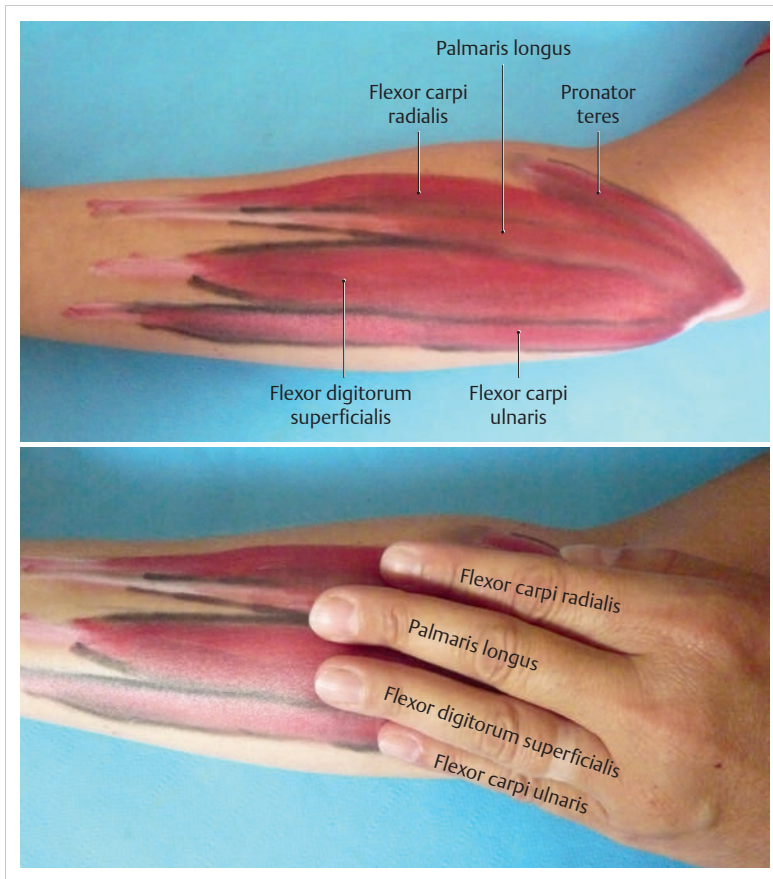 Palmaris longus
Flexor carpi
radialis
Pronator
teres
Flexor digitorum
superficialis
Flexor carpi
ulnaris
Flexor carpi radialis
Palmaris longus
Flexor digitorum superficialis
Flexor carpi ulnaris